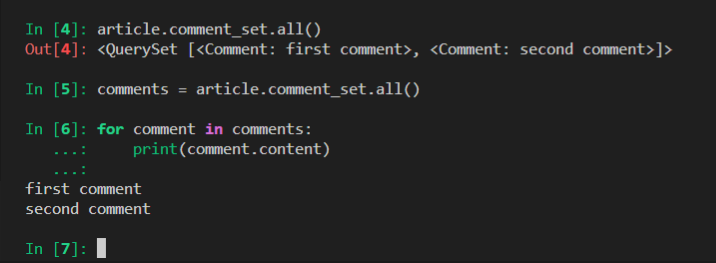 In [4]: article.comment_set.all()
Out[4]: <QuerySet [<Comment: first comment>, <Comment: second comment>]>
In [5]: comments = article.comment_set.all()
In [6]: for comment in comments:
   ...:     print(comment.content)
   ...:
first comment
second comment
In [7]: